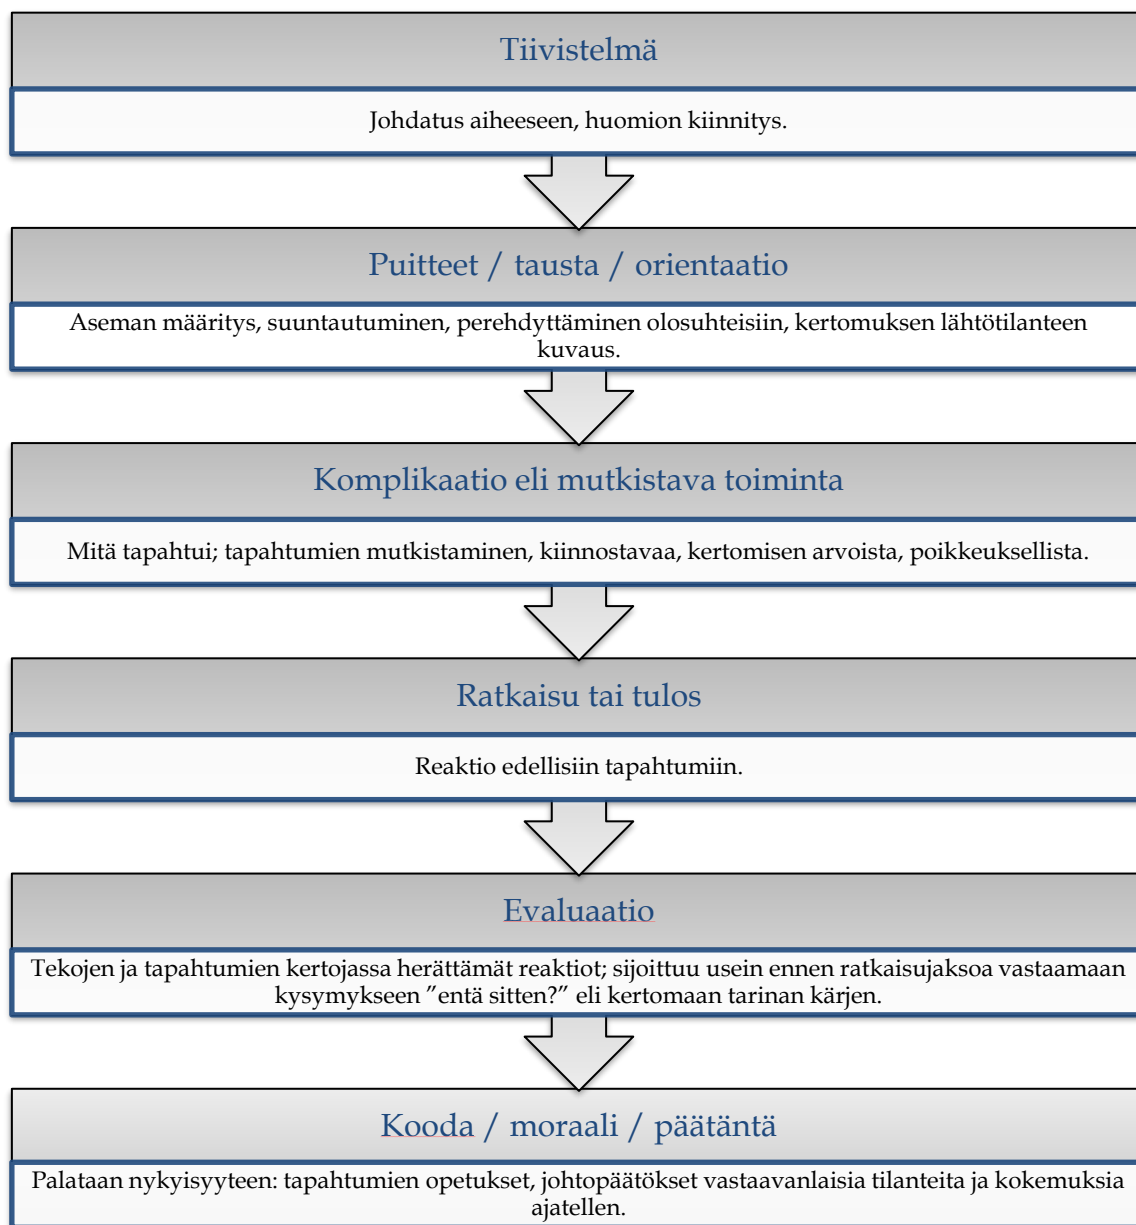 Tiivistelmä
Johdatus aiheeseen, huomion kiinnitys.
Puitteet / tausta / orientaatio
Aseman määritys, suuntautuminen, perehdyttäminen olosuhteisiin, kertomuksen lähtötilanteen
kuvaus.
Komplikaatio eli mutkistava toiminta
Mitä tapahtui; tapahtumien mutkistaminen, kiinnostavaa, kertomisen arvoista, poikkeuksellista.
Ratkaisu tai tulos
Reaktio edellisiin tapahtumiin.
Evaluaatio
Tekojen ja tapahtumien kertojassa herättämät reaktiot; sijoittuu usein ennen ratkaisujaksoa vastaamaan
kysymykseen ”entä sitten?” eli kertomaan tarinan kärjen.
Kooda / moraali / päätäntä
Palataan nykyisyyteen: tapahtumien opetukset, johtopäätökset vastaavanlaisia tilanteita ja kokemuksia
ajatellen.